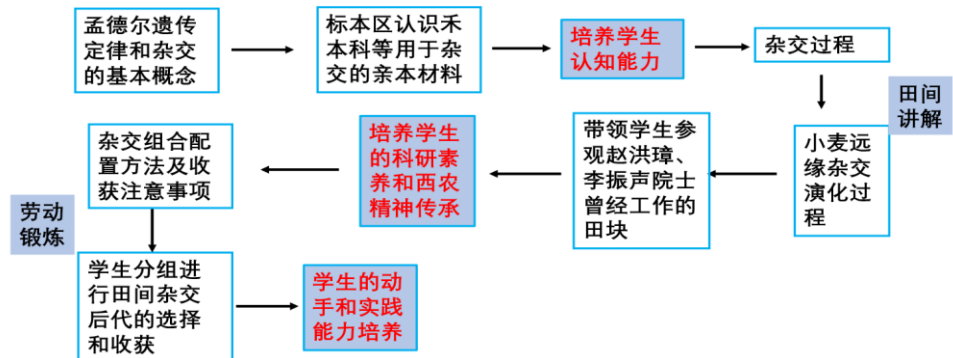 孟德尔遗传
定律和杂交
的基本概念
标本区认识禾
本科等用于杂
交的亲本材料
培养学生
认知能力
杂交过程
田间
讲解
小麦远
缘杂交
演化过
程
带领学生参
观赵洪璋、
李振声院士
曾经工作的
田块
培养学生
的科研素
养和西农
精神传承
杂交组合配
置方法及收
获注意事项
劳动
锻炼
学生分组进
行田间杂交
后代的选择
和收获
学生的动
手和实践
能力培养